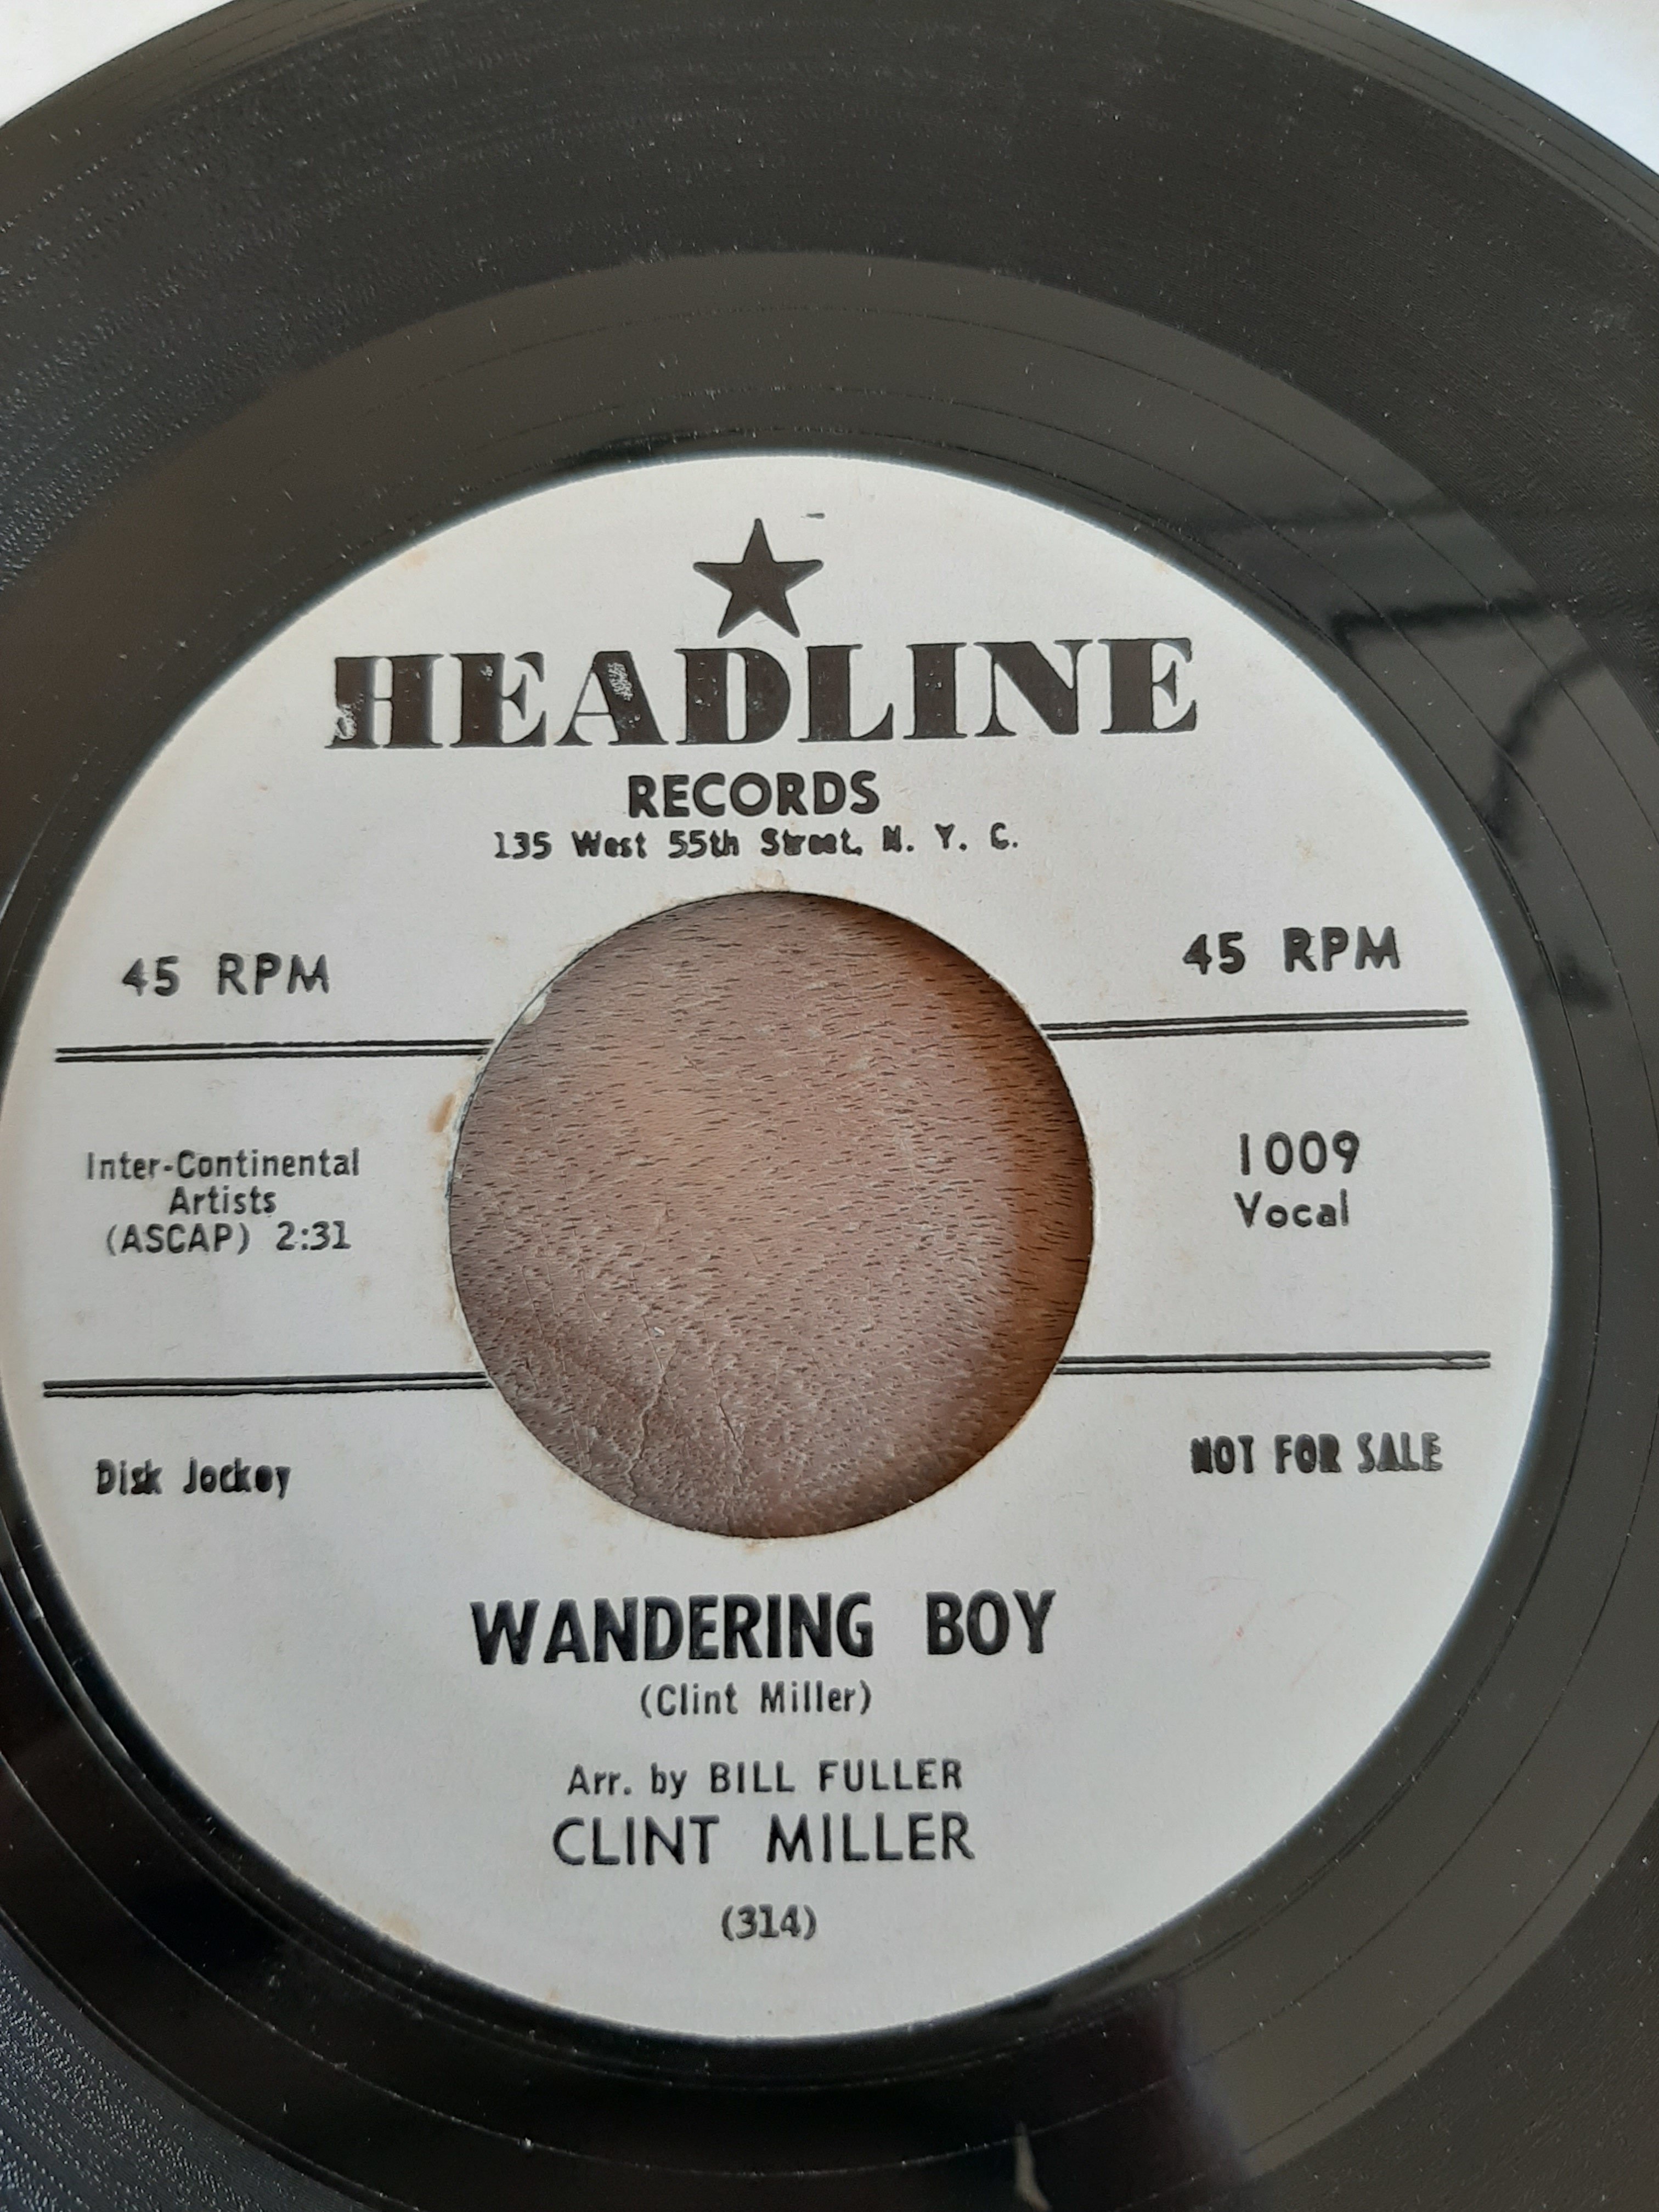 HEADLINE
RECORDS
135 West 55th Street, N. Y. C.
45 RPM
45 RPM
Inter-Continental
Artists
(ASCAP) 2:31
1009
Vocal
Disk Jockey
NOT FOR SALE
WANDERING BOY
(Clint Miller)
Arr. by BILL FULLER
CLINT MILLER
(314)